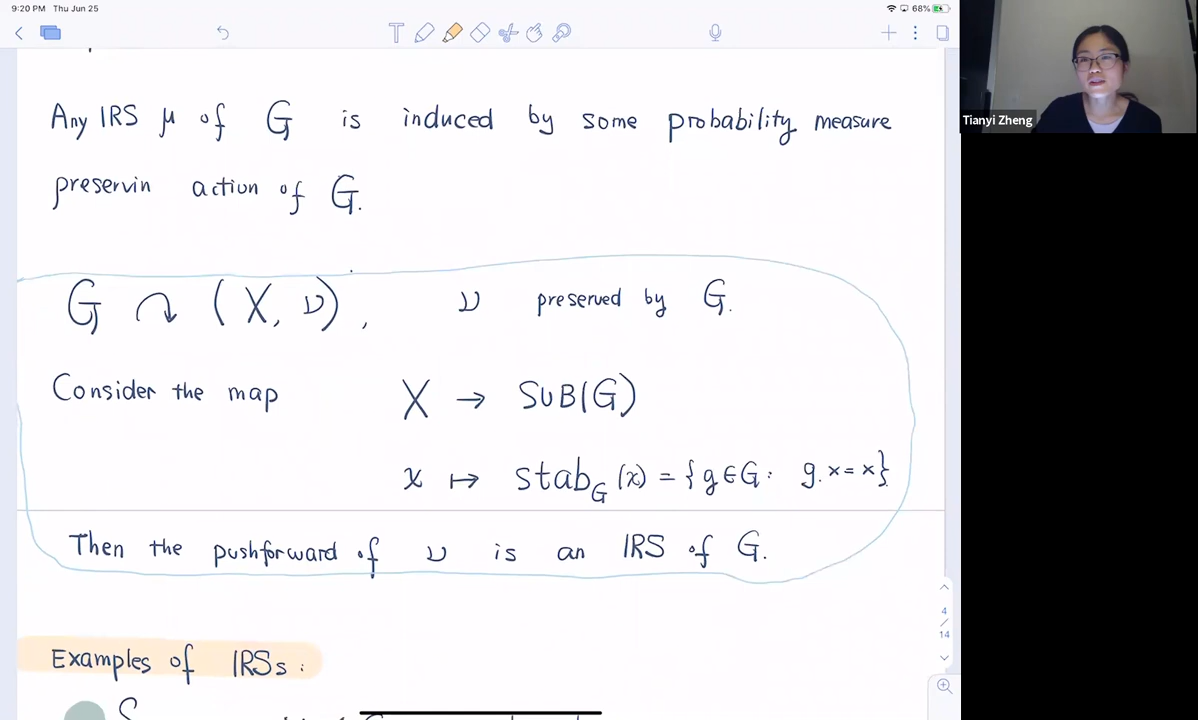 9:20 PM Thu Jun 25
68%
Tianyi Zheng
Any IRS μ of G is induced by some probability measure
preservin action of G.
G ↷ (X, ν), ν preserved by G.
Consider the map X → SUB(G)
x ↦ stab_G (x) = {g ∈ G : g.x = x}
Then the pushforward of ν is an IRS of G.
4
/
14
Examples of IRSs: